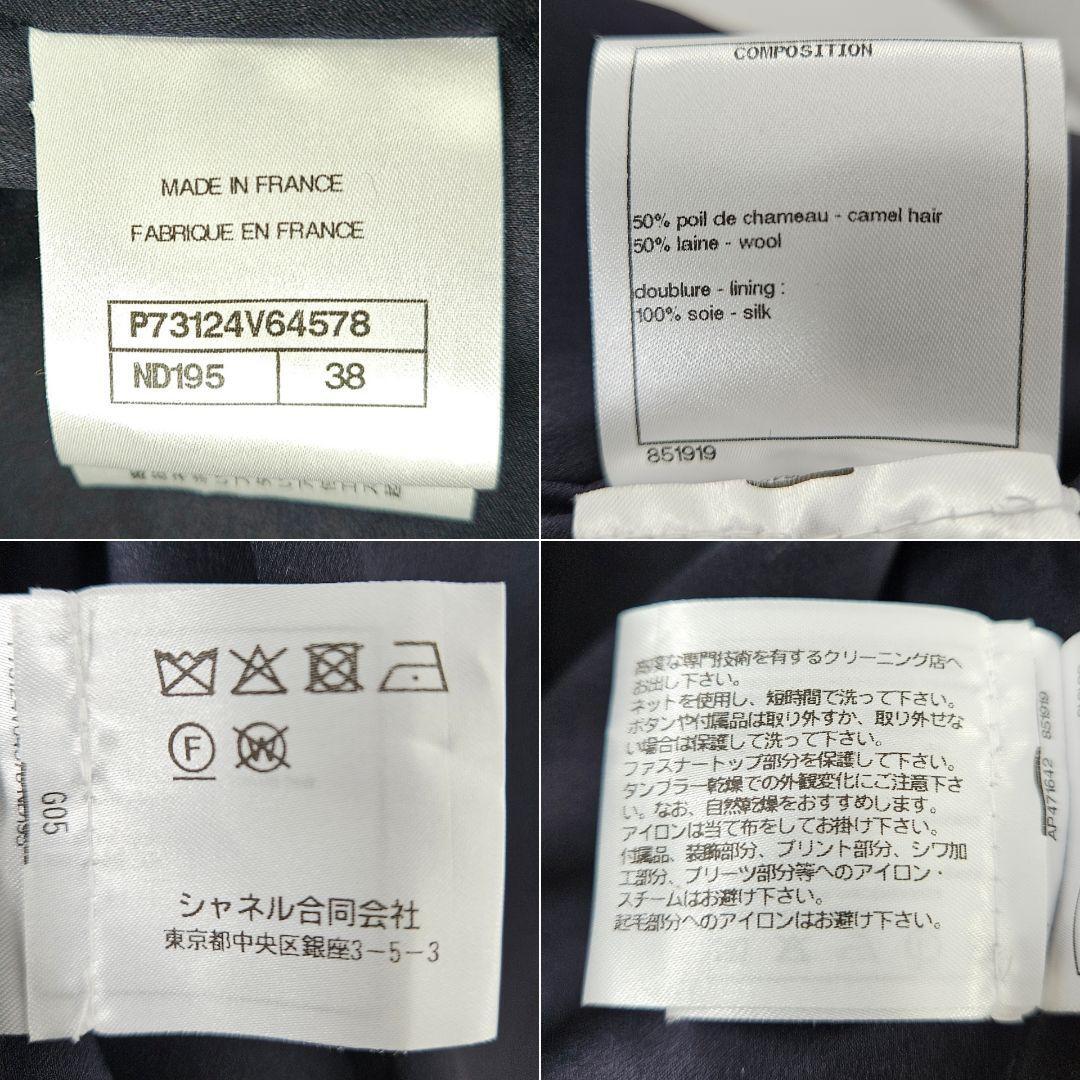 MADE IN FRANCE
FABRIQUE EN FRANCE
P73124V64578
ND195 38
COMPOSITION
50% poil de chameau - camel hair
50% laine - wool
doublure - lining :
100% soie - silk
851919
F
W
G05
シャネル合同会社
東京都中央区銀座3-5-3
高度な専門技術を有するクリーニング店へ
お出し下さい。
ネットを使用し、短時間で洗って下さい。
ボタンや付属品は取り外すか、取り外せな
い場合は保護して洗って下さい。
ファスナートップ部分を保護して下さい。
タンブラー乾燥での外観変化にご注意下さ
い。なお、自然乾燥をおすすめします。
アイロンは当て布をしてお掛け下さい。
付属品、装飾部分、プリント部分、シワ加
工部分、プリーツ部分等へのアイロン・
スチームはお避け下さい。
起毛部分へのアイロンはお避け下さい。
AP471642 851919